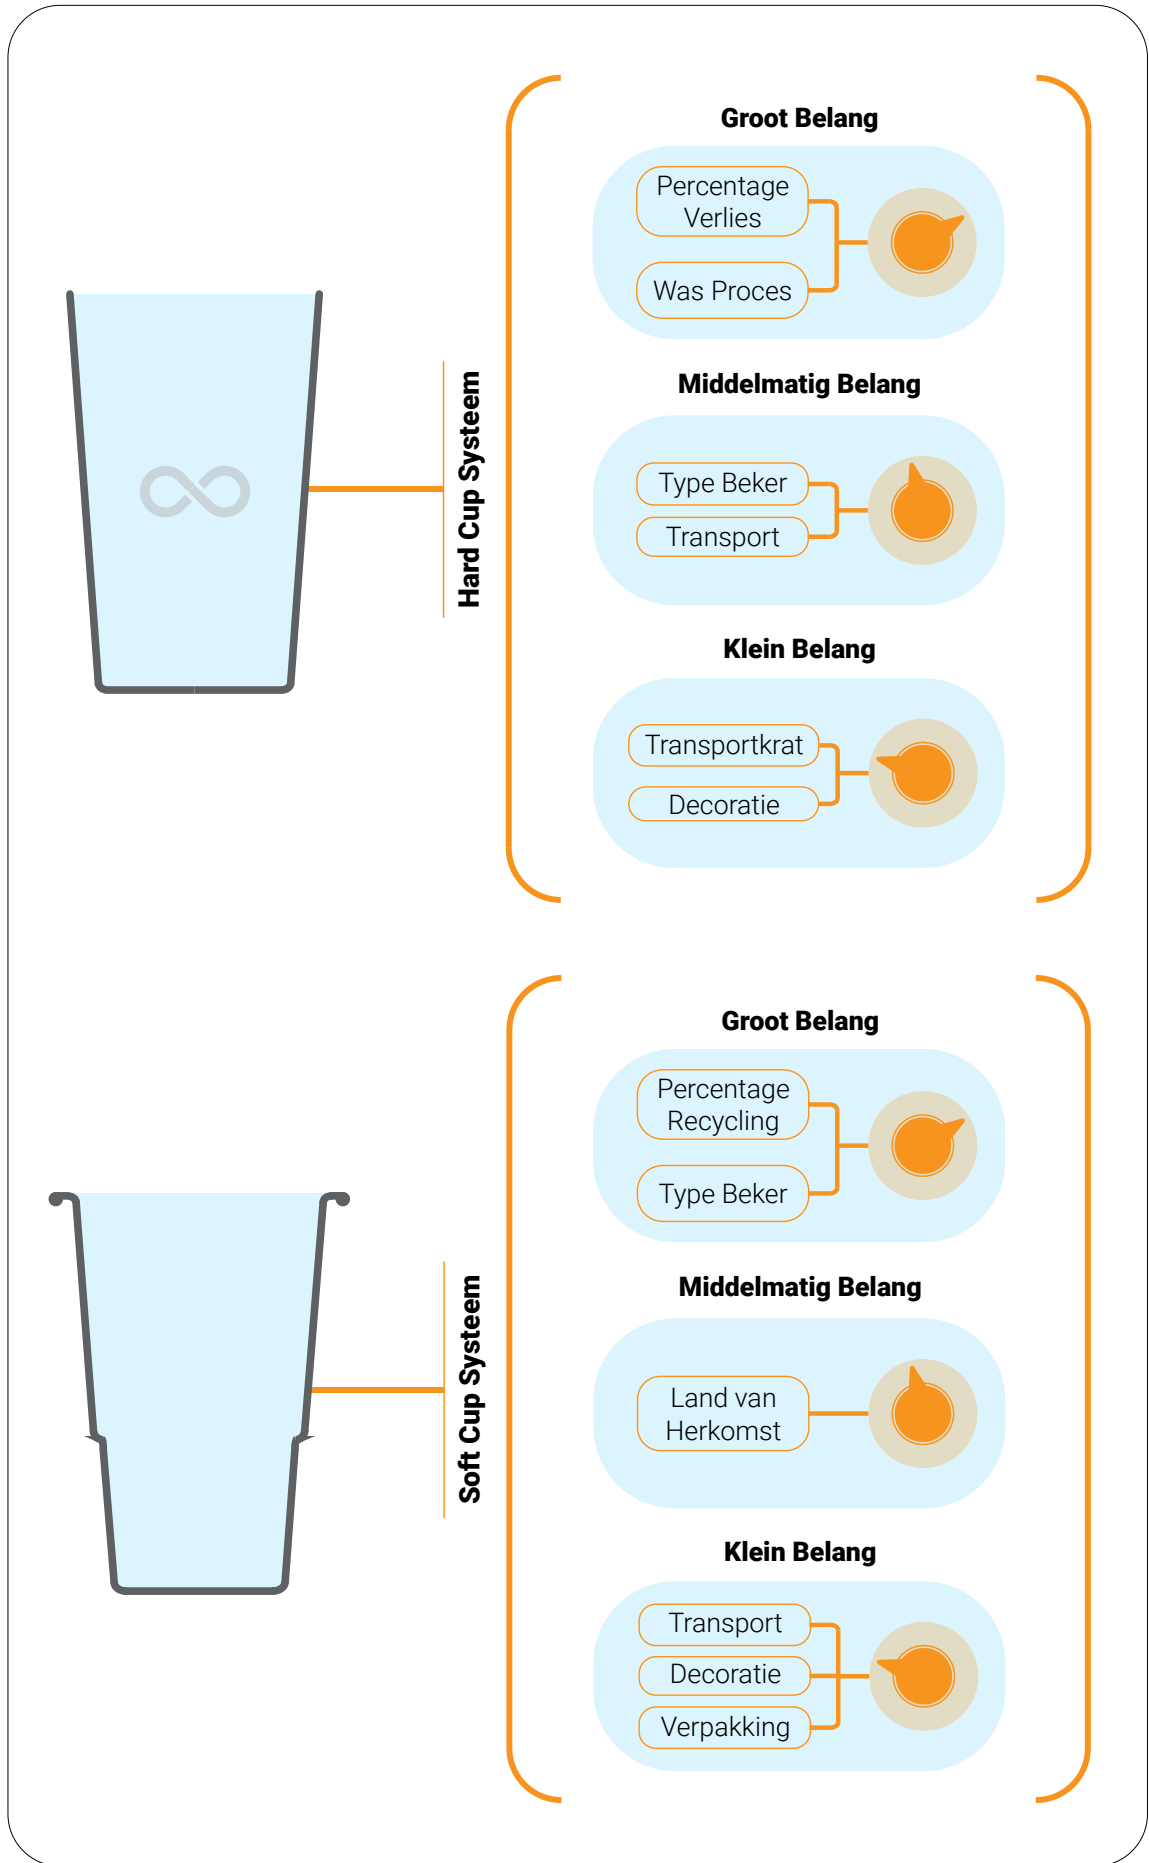 Hard Cup Systeem
Groot Belang
Percentage
Verlies
Was Proces
Middelmatig Belang
Type Beker
Transport
Klein Belang
Transportkrat
Decoratie
Soft Cup Systeem
Groot Belang
Percentage
Recycling
Type Beker
Middelmatig Belang
Land van
Herkomst
Klein Belang
Transport
Decoratie
Verpakking